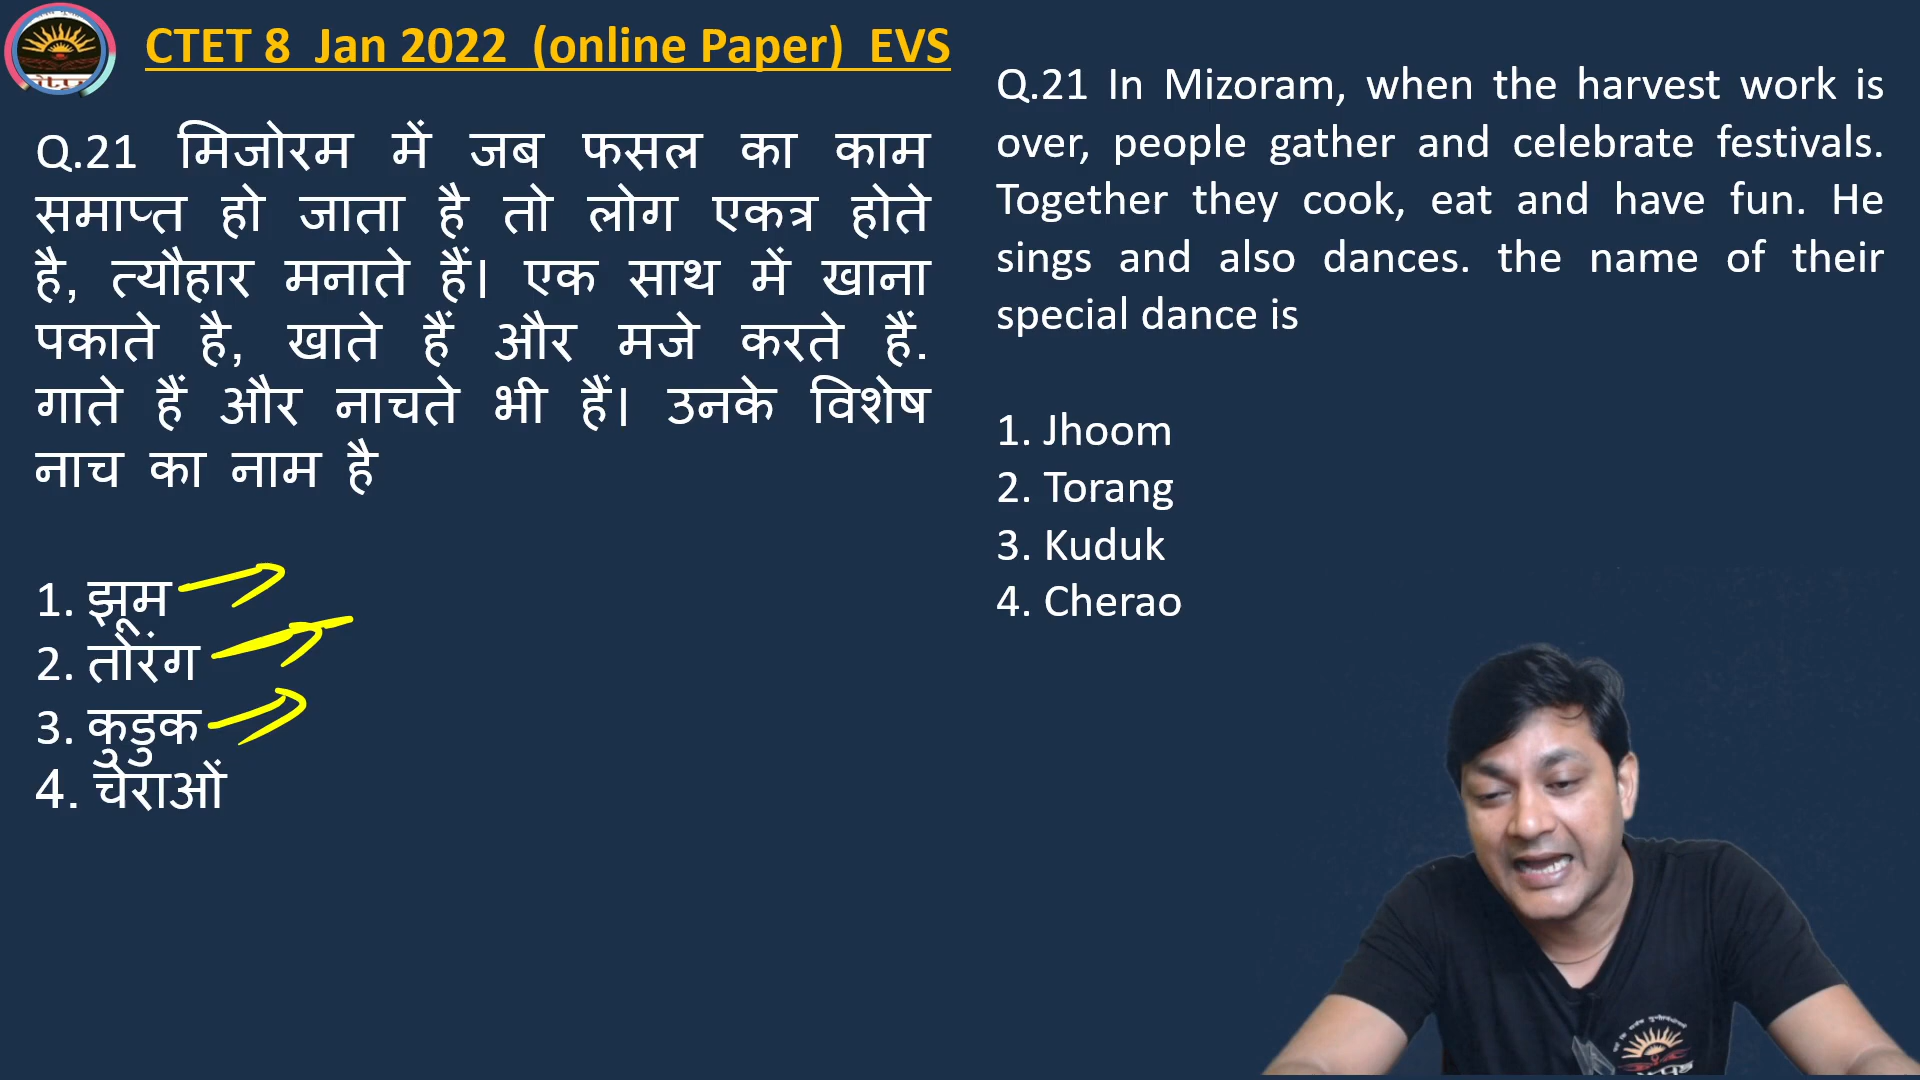 CTET 8 Jan 2022 (online Paper) EVS
Q.21 मिजोरम में जब फसल का काम
समाप्त हो जाता है तो लोग एकत्र होते
है, त्यौहार मनाते हैं। एक साथ में खाना
पकाते है, खाते हैं और मजे करते हैं.
गाते हैं और नाचते भी हैं। उनके विशेष
नाच का नाम है
1. झूम
2. तोरंग
3. कुडुक
4. चेराओं
Q.21 In Mizoram, when the harvest work is
over, people gather and celebrate festivals.
Together they cook, eat and have fun. He
sings and also dances. the name of their
special dance is
1. Jhoom
2. Torang
3. Kuduk
4. Cherao